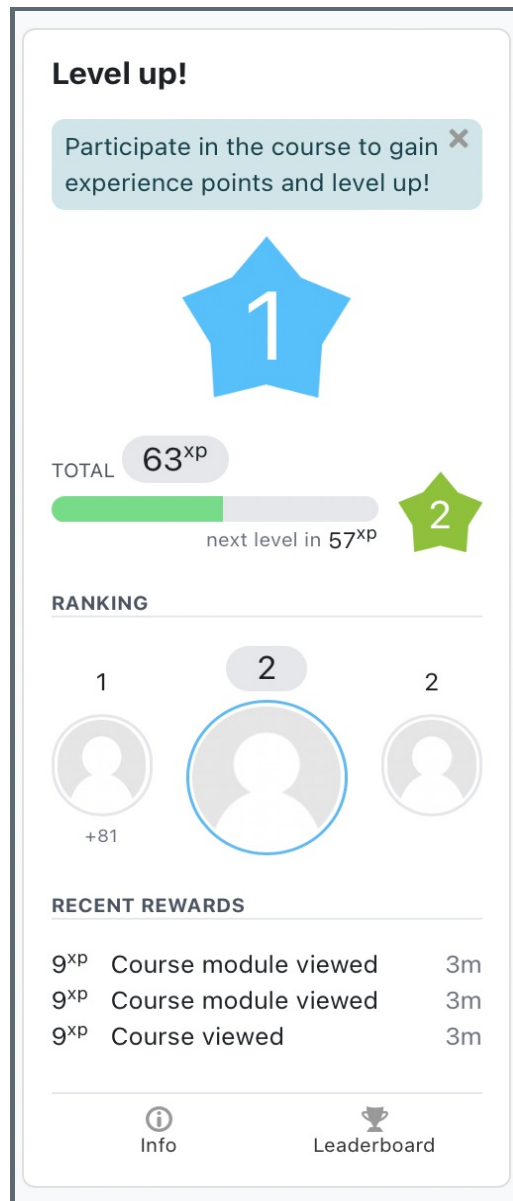 Level up!
Participate in the course to gain
experience points and level up!
1
TOTAL 63xp
2
next level in 57xp
RANKING
1 2 2
+81
RECENT REWARDS
9xp Course module viewed 3m
9xp Course module viewed 3m
9xp Course viewed 3m
Info Leaderboard